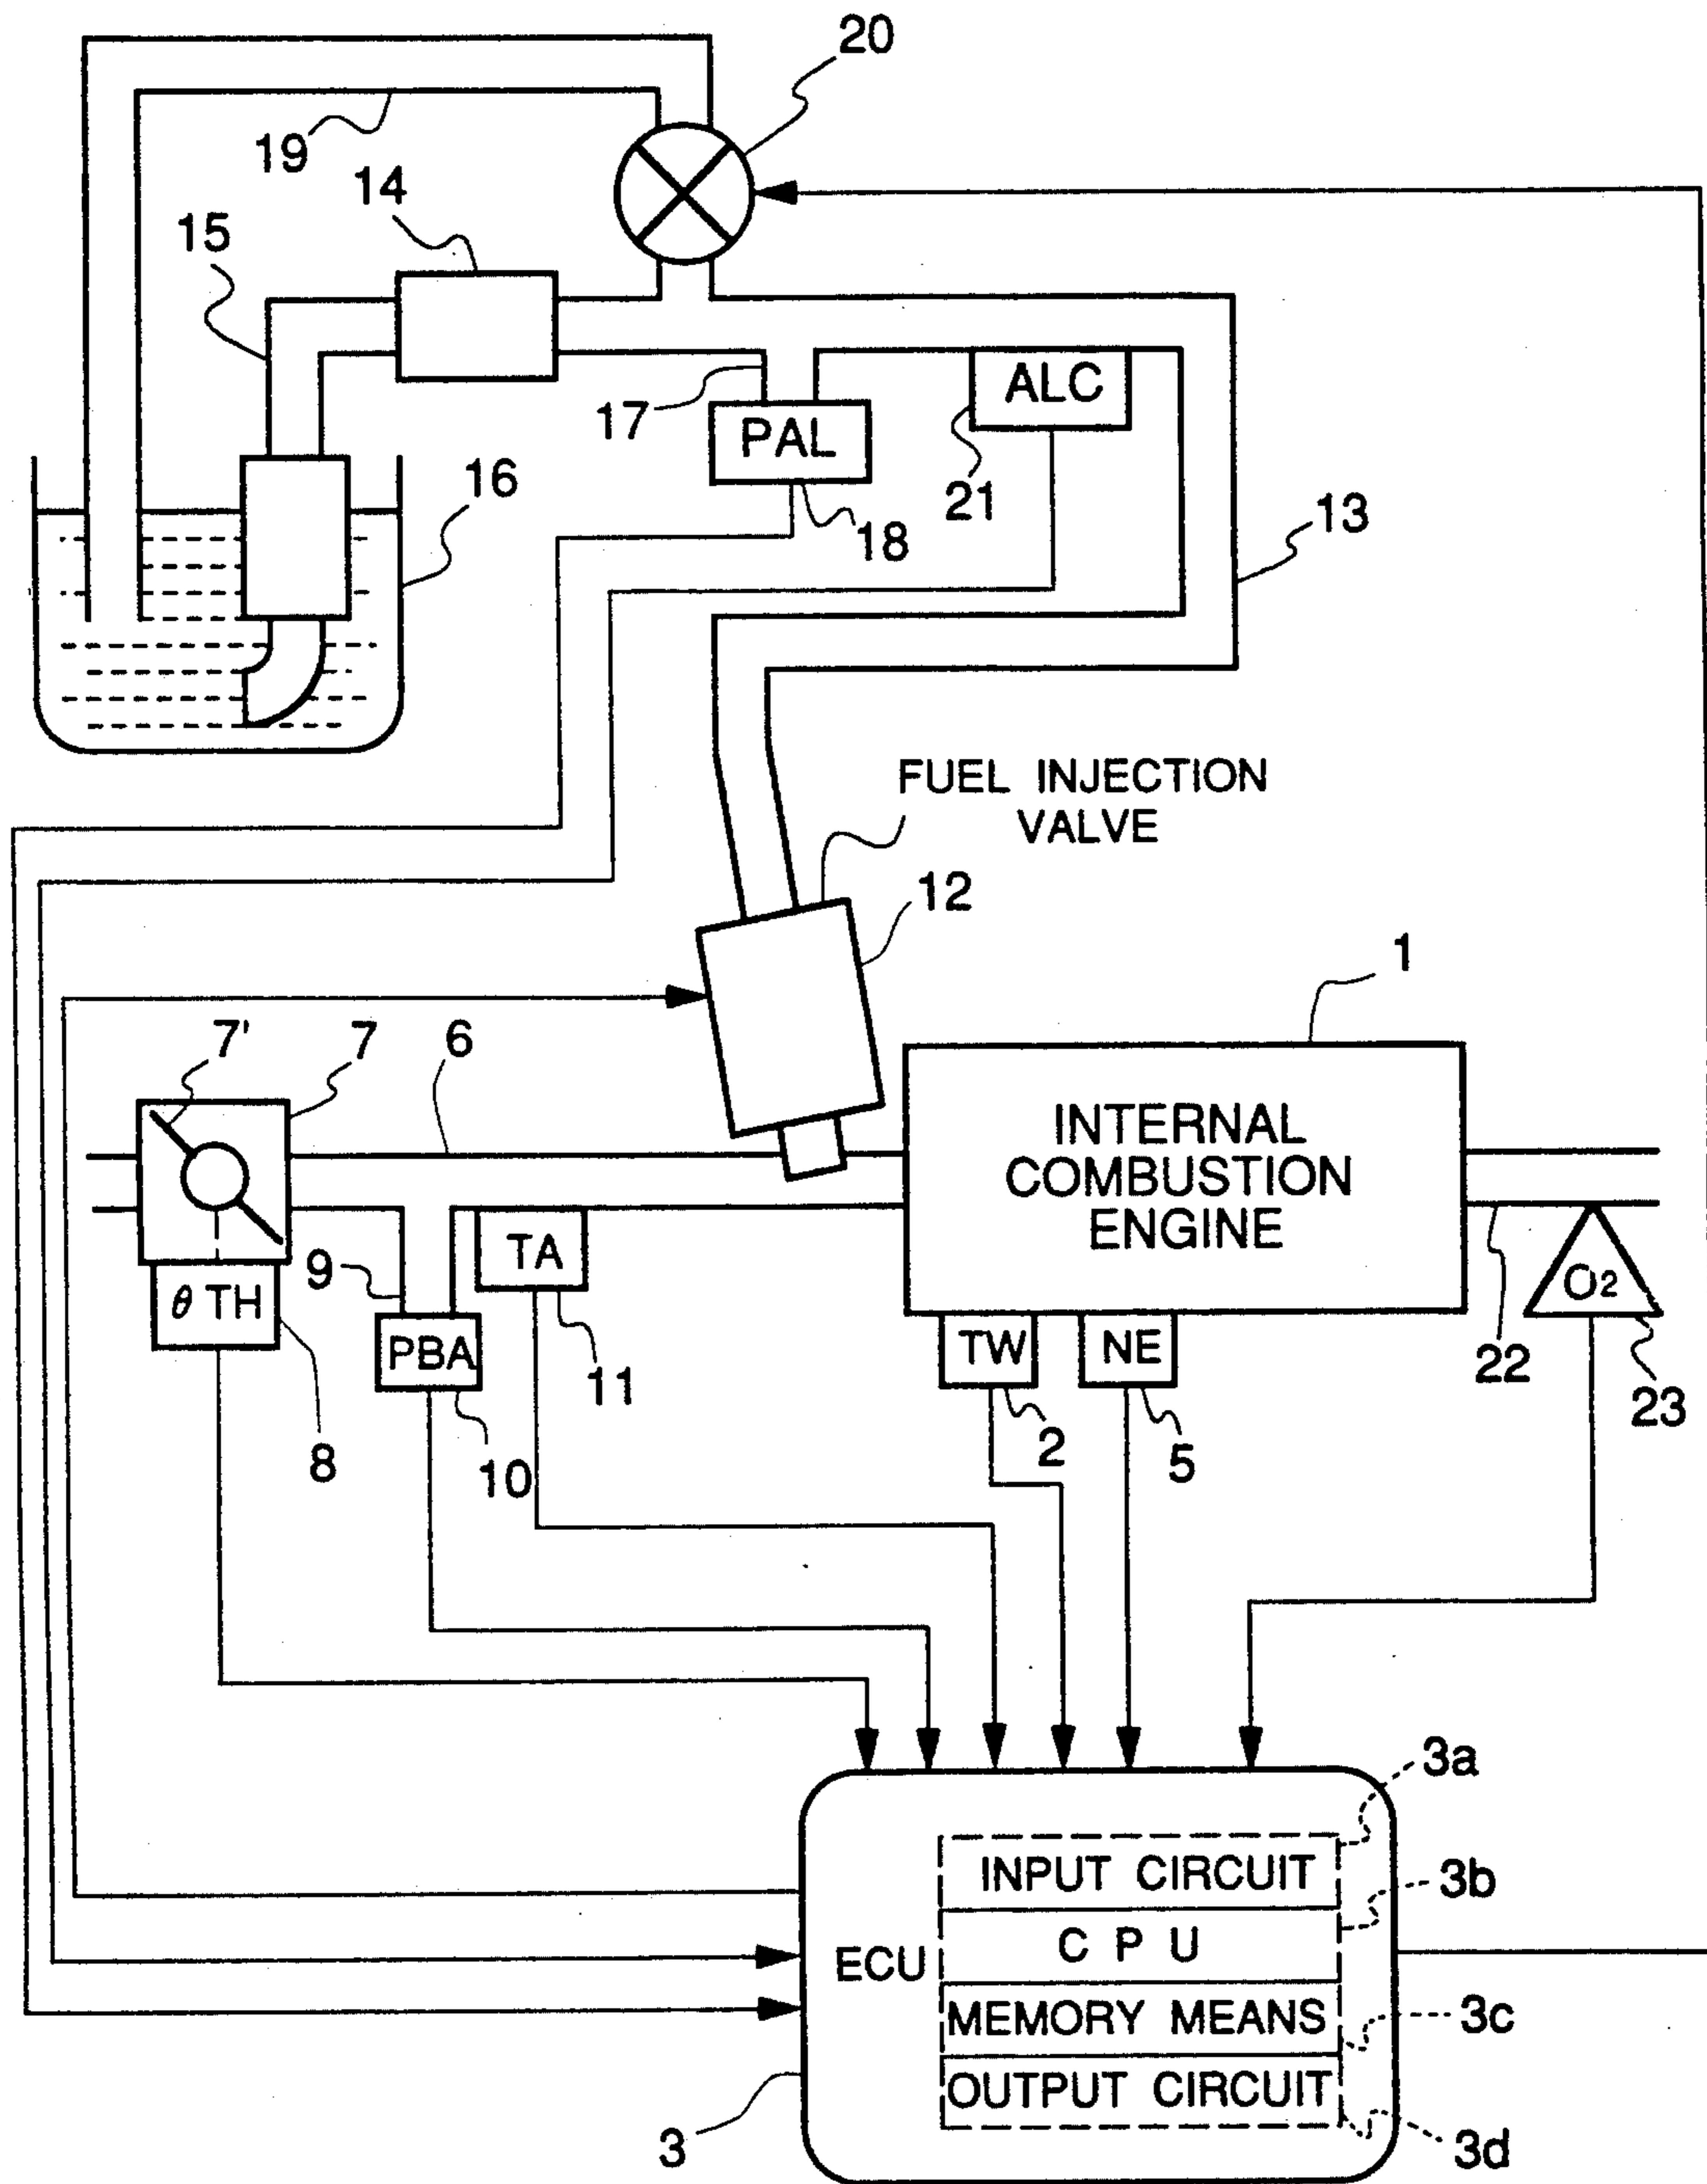 20
19
14
15
17
PAL
ALC
21
18
16
13
FUEL INJECTION
VALVE
12
1
7'
7
6
INTERNAL
COMBUSTION
ENGINE
θ TH
9
PBA
TA
11
TW
NE
O2
22
23
8
10
2
5
3a
INPUT CIRCUIT
3b
C P U
ECU
MEMORY MEANS
3c
OUTPUT CIRCUIT
3
3d